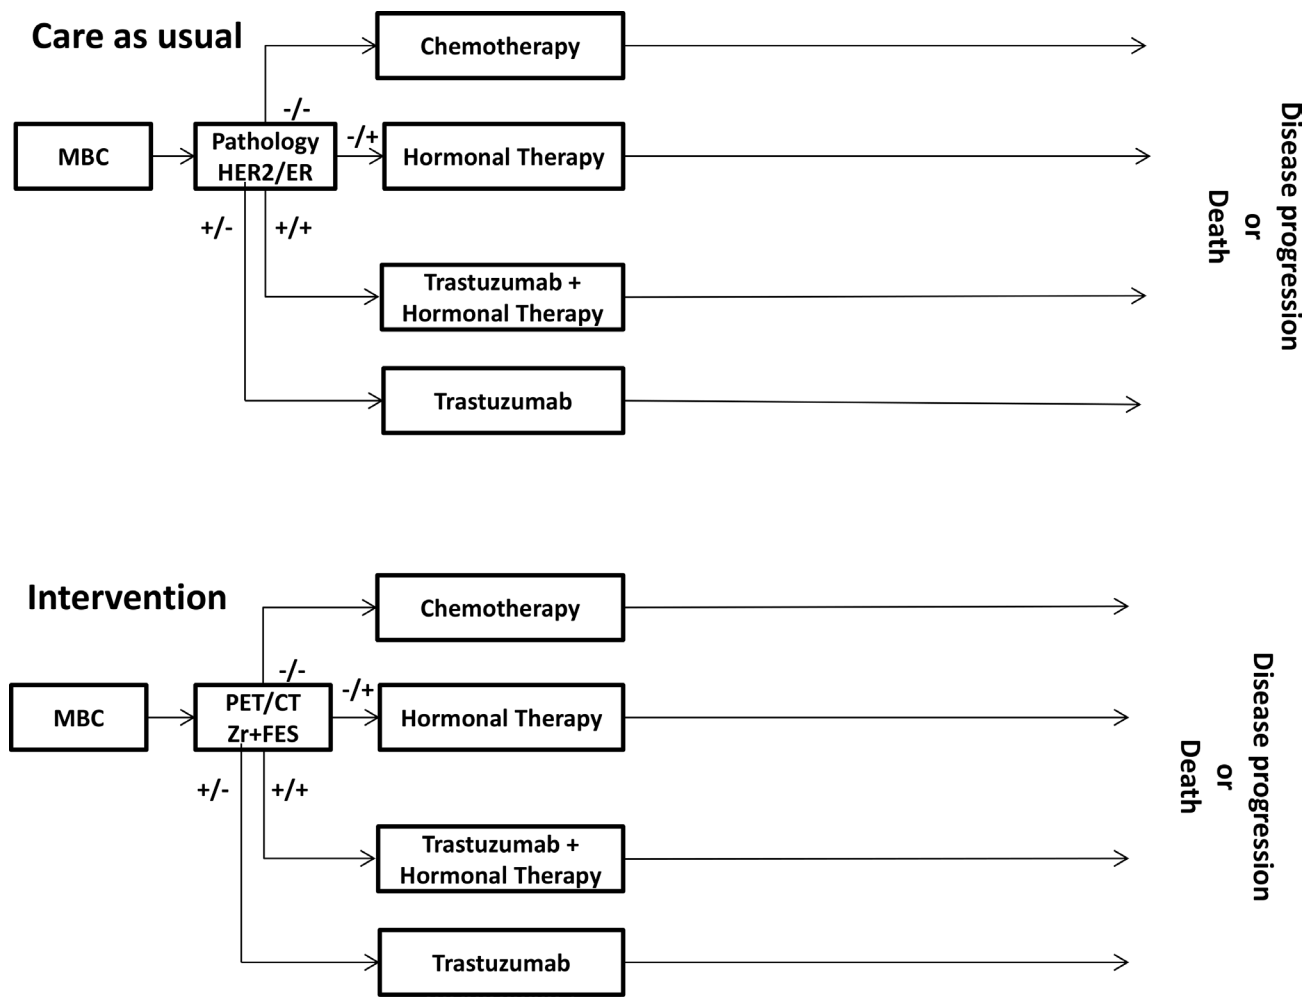 Care as usual
Chemotherapy
-/-
MBC
Pathology
HER2/ER
-/+
Hormonal Therapy
+/-
+/+
Trastuzumab +
Hormonal Therapy
Trastuzumab
Disease progression
or
Death
Intervention
Chemotherapy
-/-
MBC
PET/CT
Zr+FES
-/+
Hormonal Therapy
+/-
+/+
Trastuzumab +
Hormonal Therapy
Trastuzumab
Disease progression
or
Death